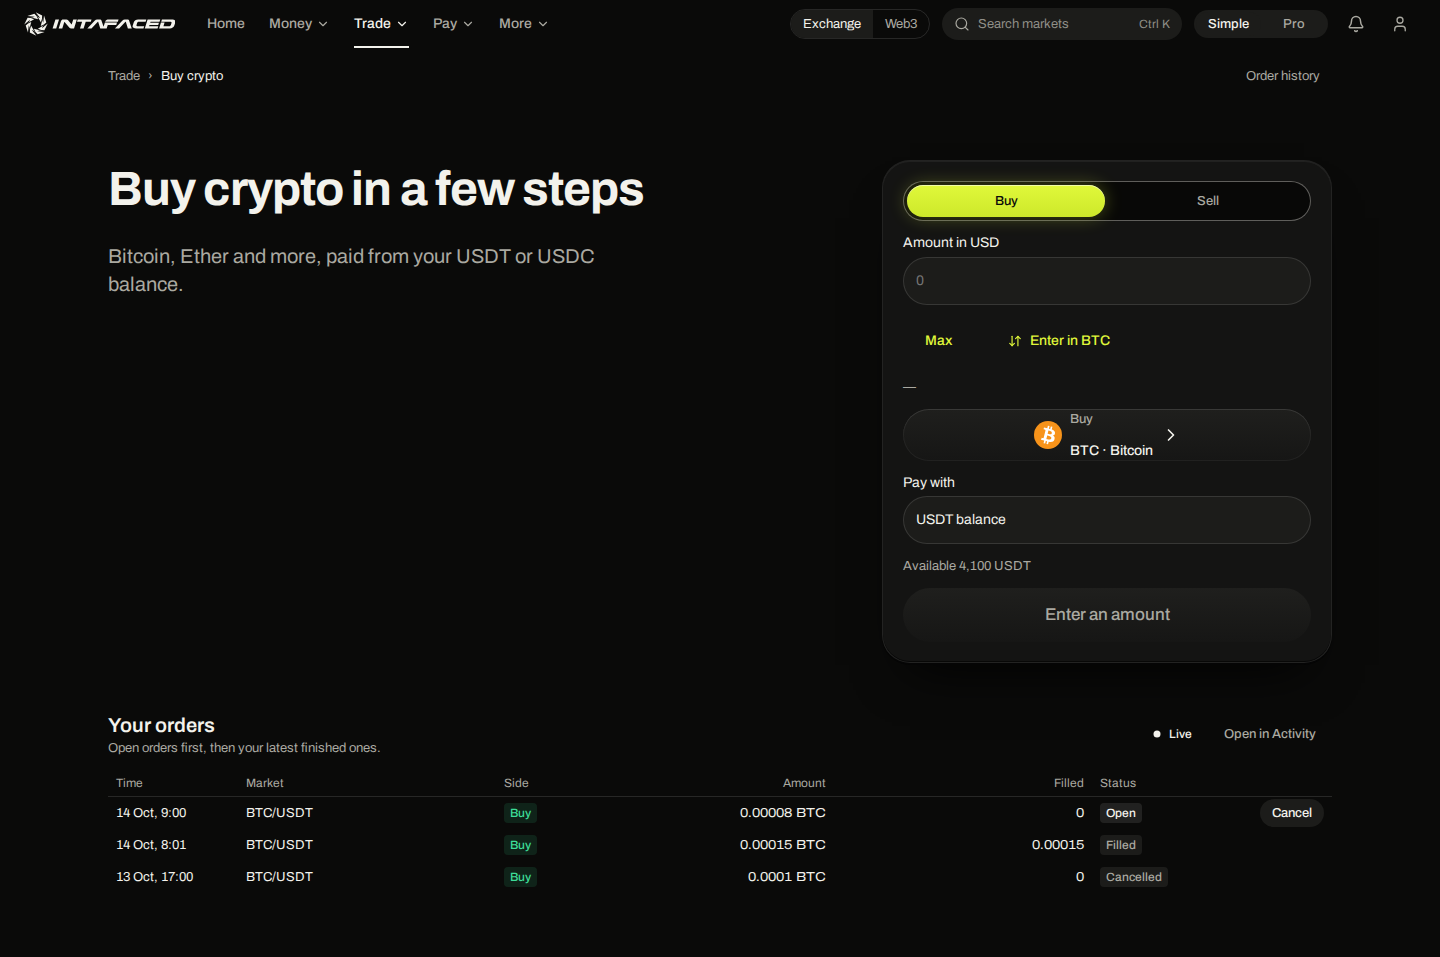 INTAFACED
Home Money Trade Pay More Exchange Web3 Search markets Ctrl K Simple Pro
Trade › Buy crypto Order history
Buy crypto in a few steps
Bitcoin, Ether and more, paid from your USDT or USDC
balance.
Buy Sell
Amount in USD
0
Max Enter in BTC
—
Buy
BTC · Bitcoin
Pay with
USDT balance
Available 4,100 USDT
Enter an amount
Your orders
Open orders first, then your latest finished ones.
Live Open in Activity
Time Market Side Amount Filled Status
14 Oct, 9:00 BTC/USDT Buy 0.00008 BTC 0 Open Cancel
14 Oct, 8:01 BTC/USDT Buy 0.00015 BTC 0.00015 Filled
13 Oct, 17:00 BTC/USDT Buy 0.0001 BTC 0 Cancelled